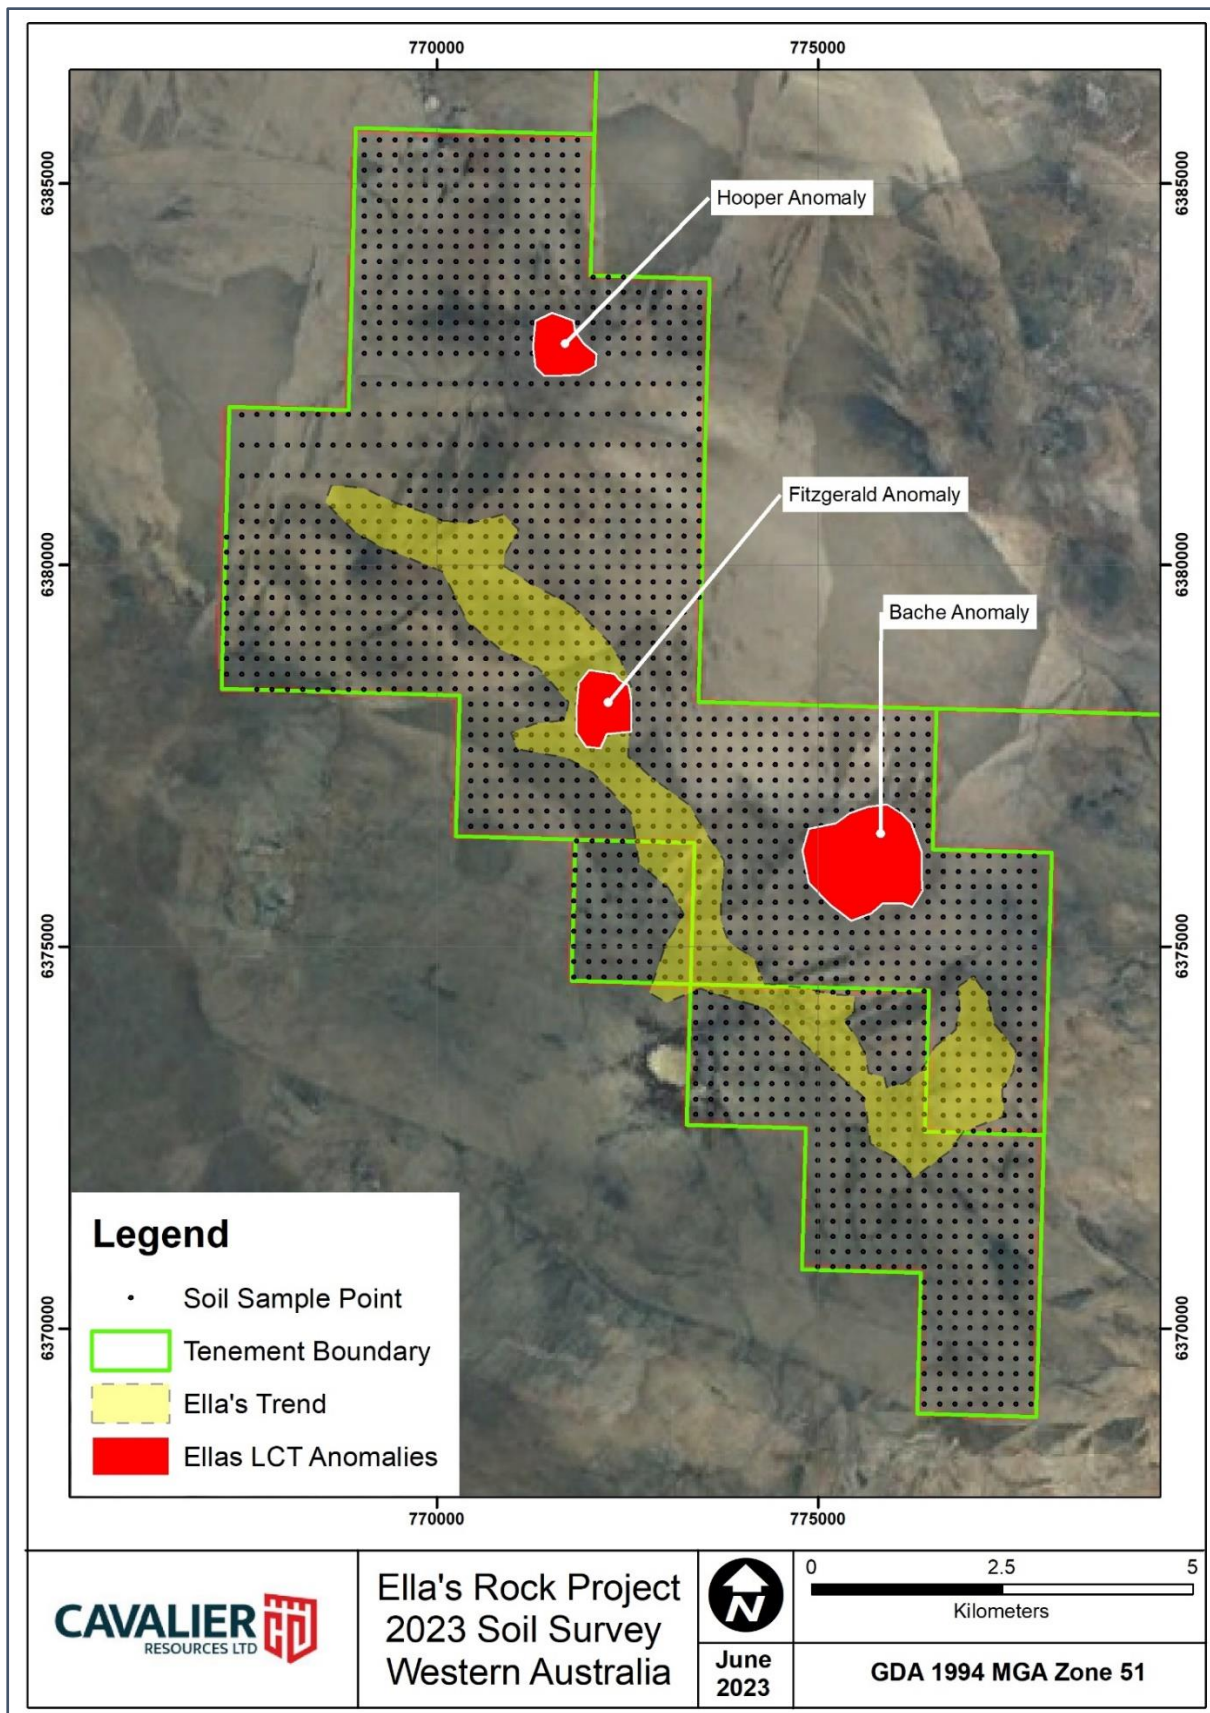 770000
775000
6385000
6385000
Hooper Anomaly
Fitzgerald Anomaly
6380000
6380000
Bache Anomaly
6375000
6375000
Legend
Soil Sample Point
Tenement Boundary
Ella's Trend
Ellas LCT Anomalies
6370000
6370000
770000
775000
CAVALIER
RESOURCES LTD
Ella's Rock Project
2023 Soil Survey
Western Australia
N
June
2023
0 2.5 5
Kilometers
GDA 1994 MGA Zone 51